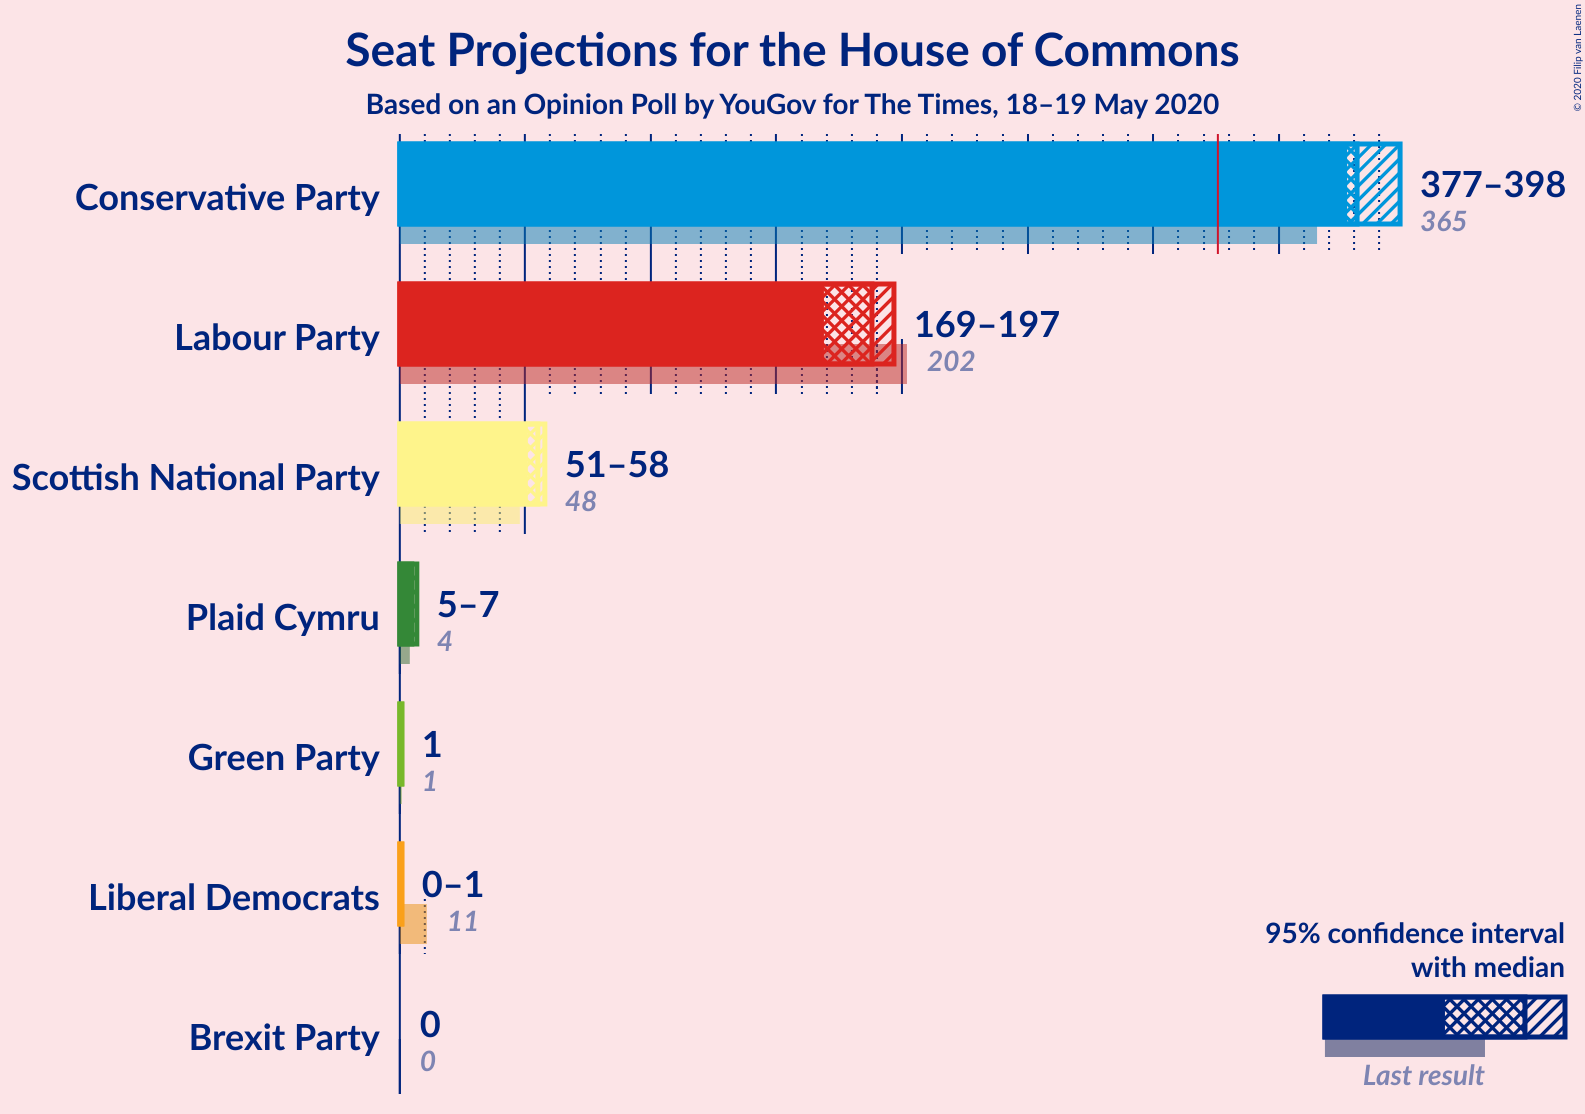 Seat Projections for the House of Commons
Based on an Opinion Poll by YouGov for The Times, 18–19 May 2020
© 2020 Filip van Laenen
Conservative Party
377–398
365
Labour Party
169–197
202
Scottish National Party
51–58
48
Plaid Cymru
5–7
4
Green Party
1
1
Liberal Democrats
0–1
11
Brexit Party
0
0
95% confidence interval
with median
Last result